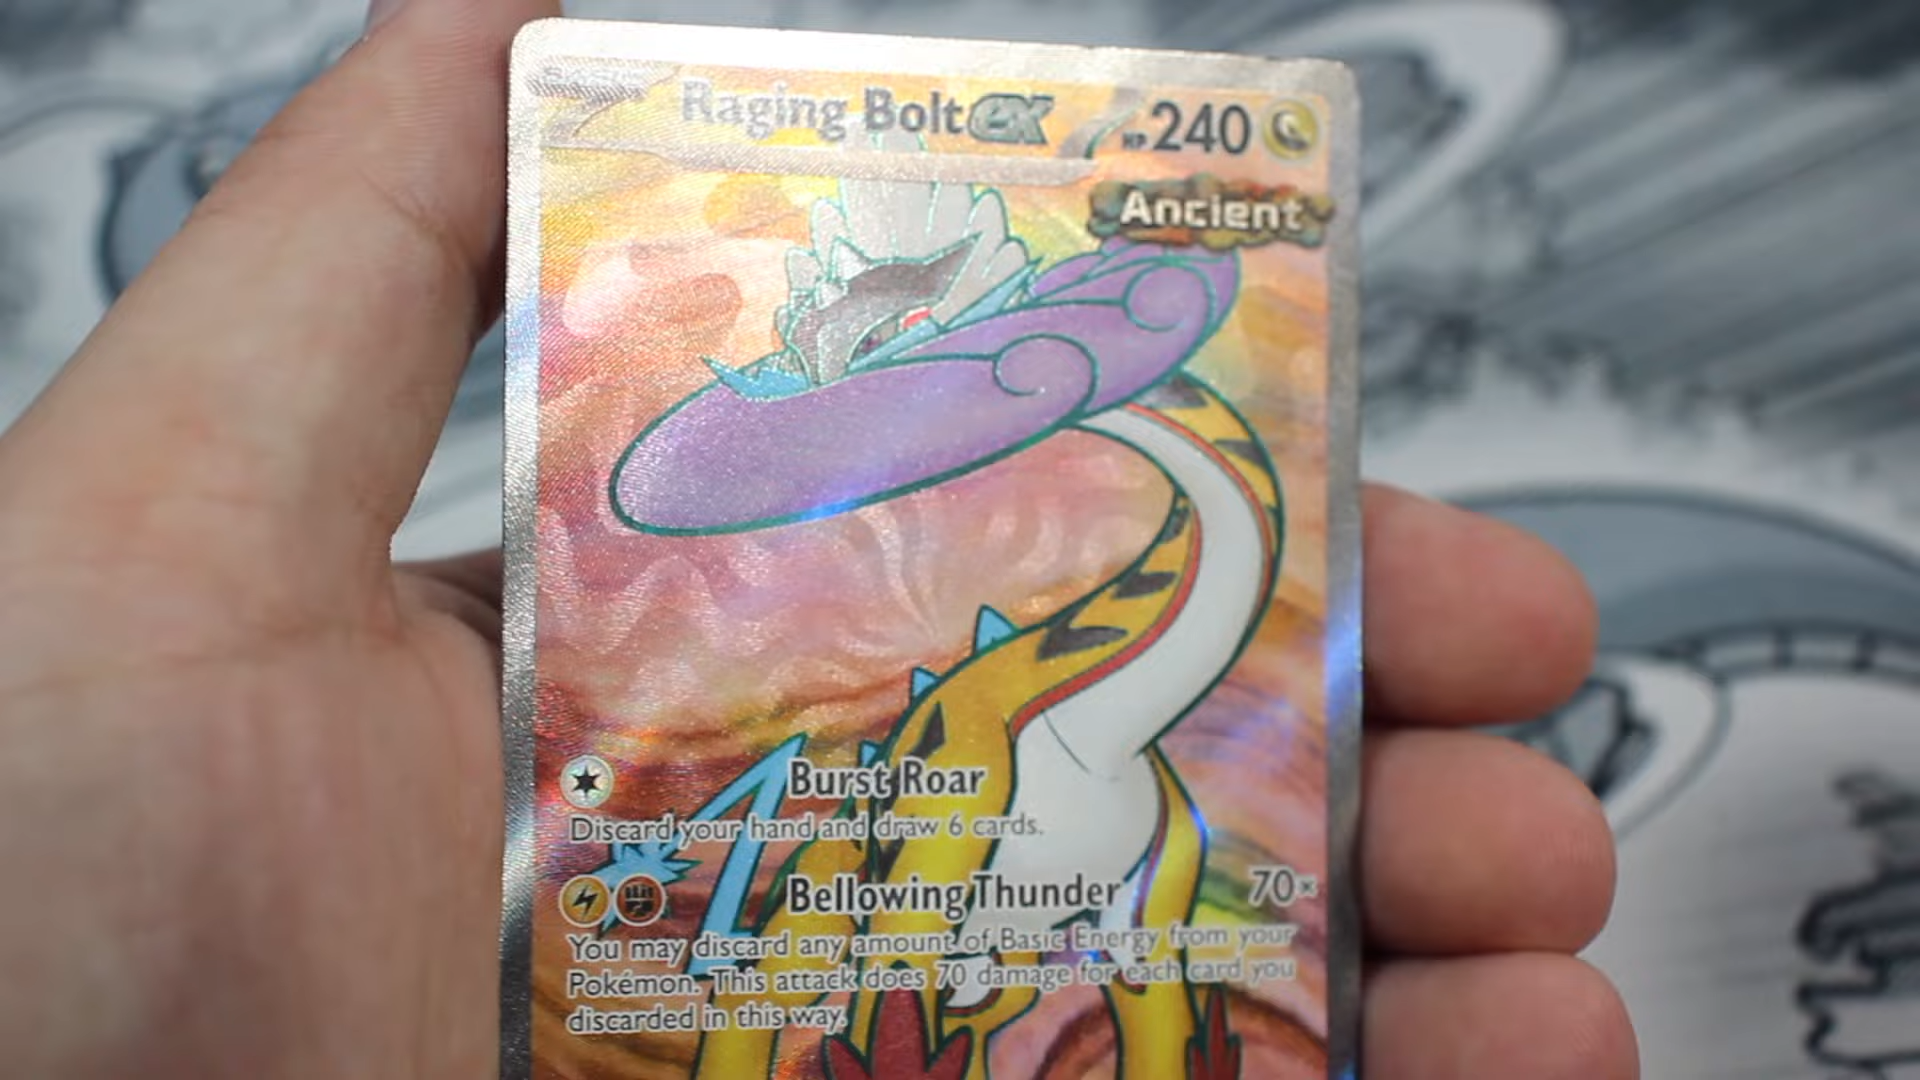 Raging Bolt ex HP 240
Ancient
Burst Roar
Discard your hand and draw 6 cards.
Bellowing Thunder 70×
You may discard any amount of Basic Energy from your
Pokémon. This attack does 70 damage for each card you
discarded in this way.